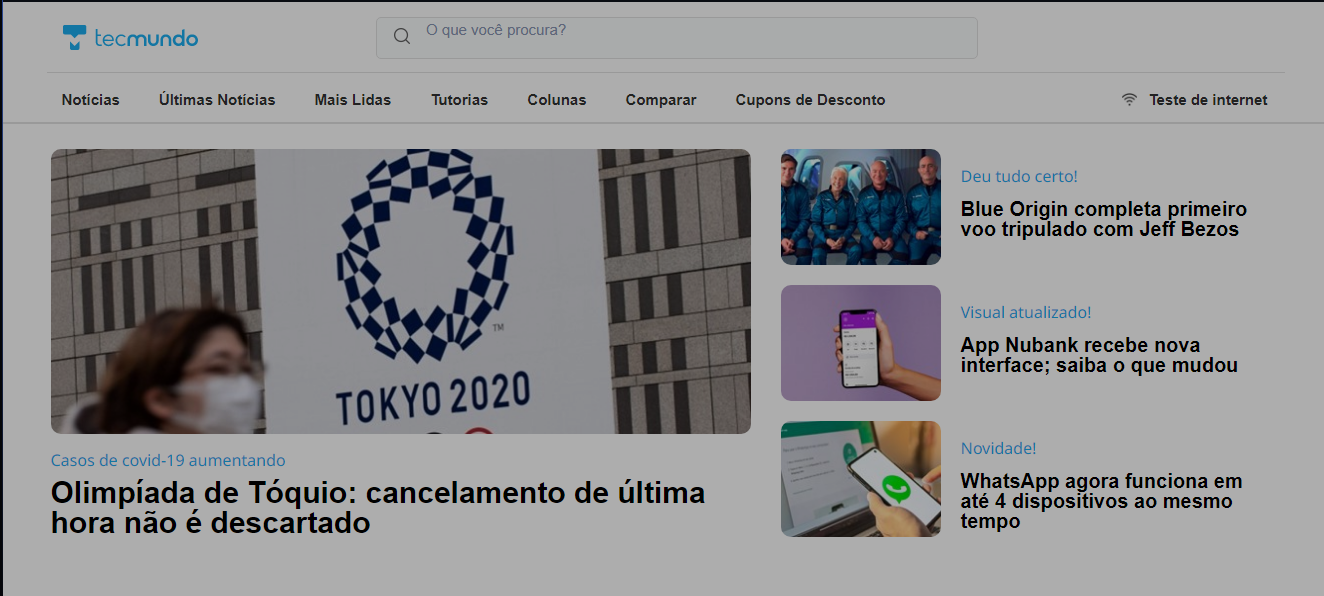 tecmundo
O que você procura?
Notícias
Últimas Notícias
Mais Lidas
Tutorias
Colunas
Comparar
Cupons de Desconto
Teste de internet
TM
TOKYO 2020
Casos de covid-19 aumentando
Olimpíada de Tóquio: cancelamento de última
hora não é descartado
Deu tudo certo!
Blue Origin completa primeiro
voo tripulado com Jeff Bezos
Visual atualizado!
App Nubank recebe nova
interface; saiba o que mudou
Novidade!
WhatsApp agora funciona em
até 4 dispositivos ao mesmo
tempo